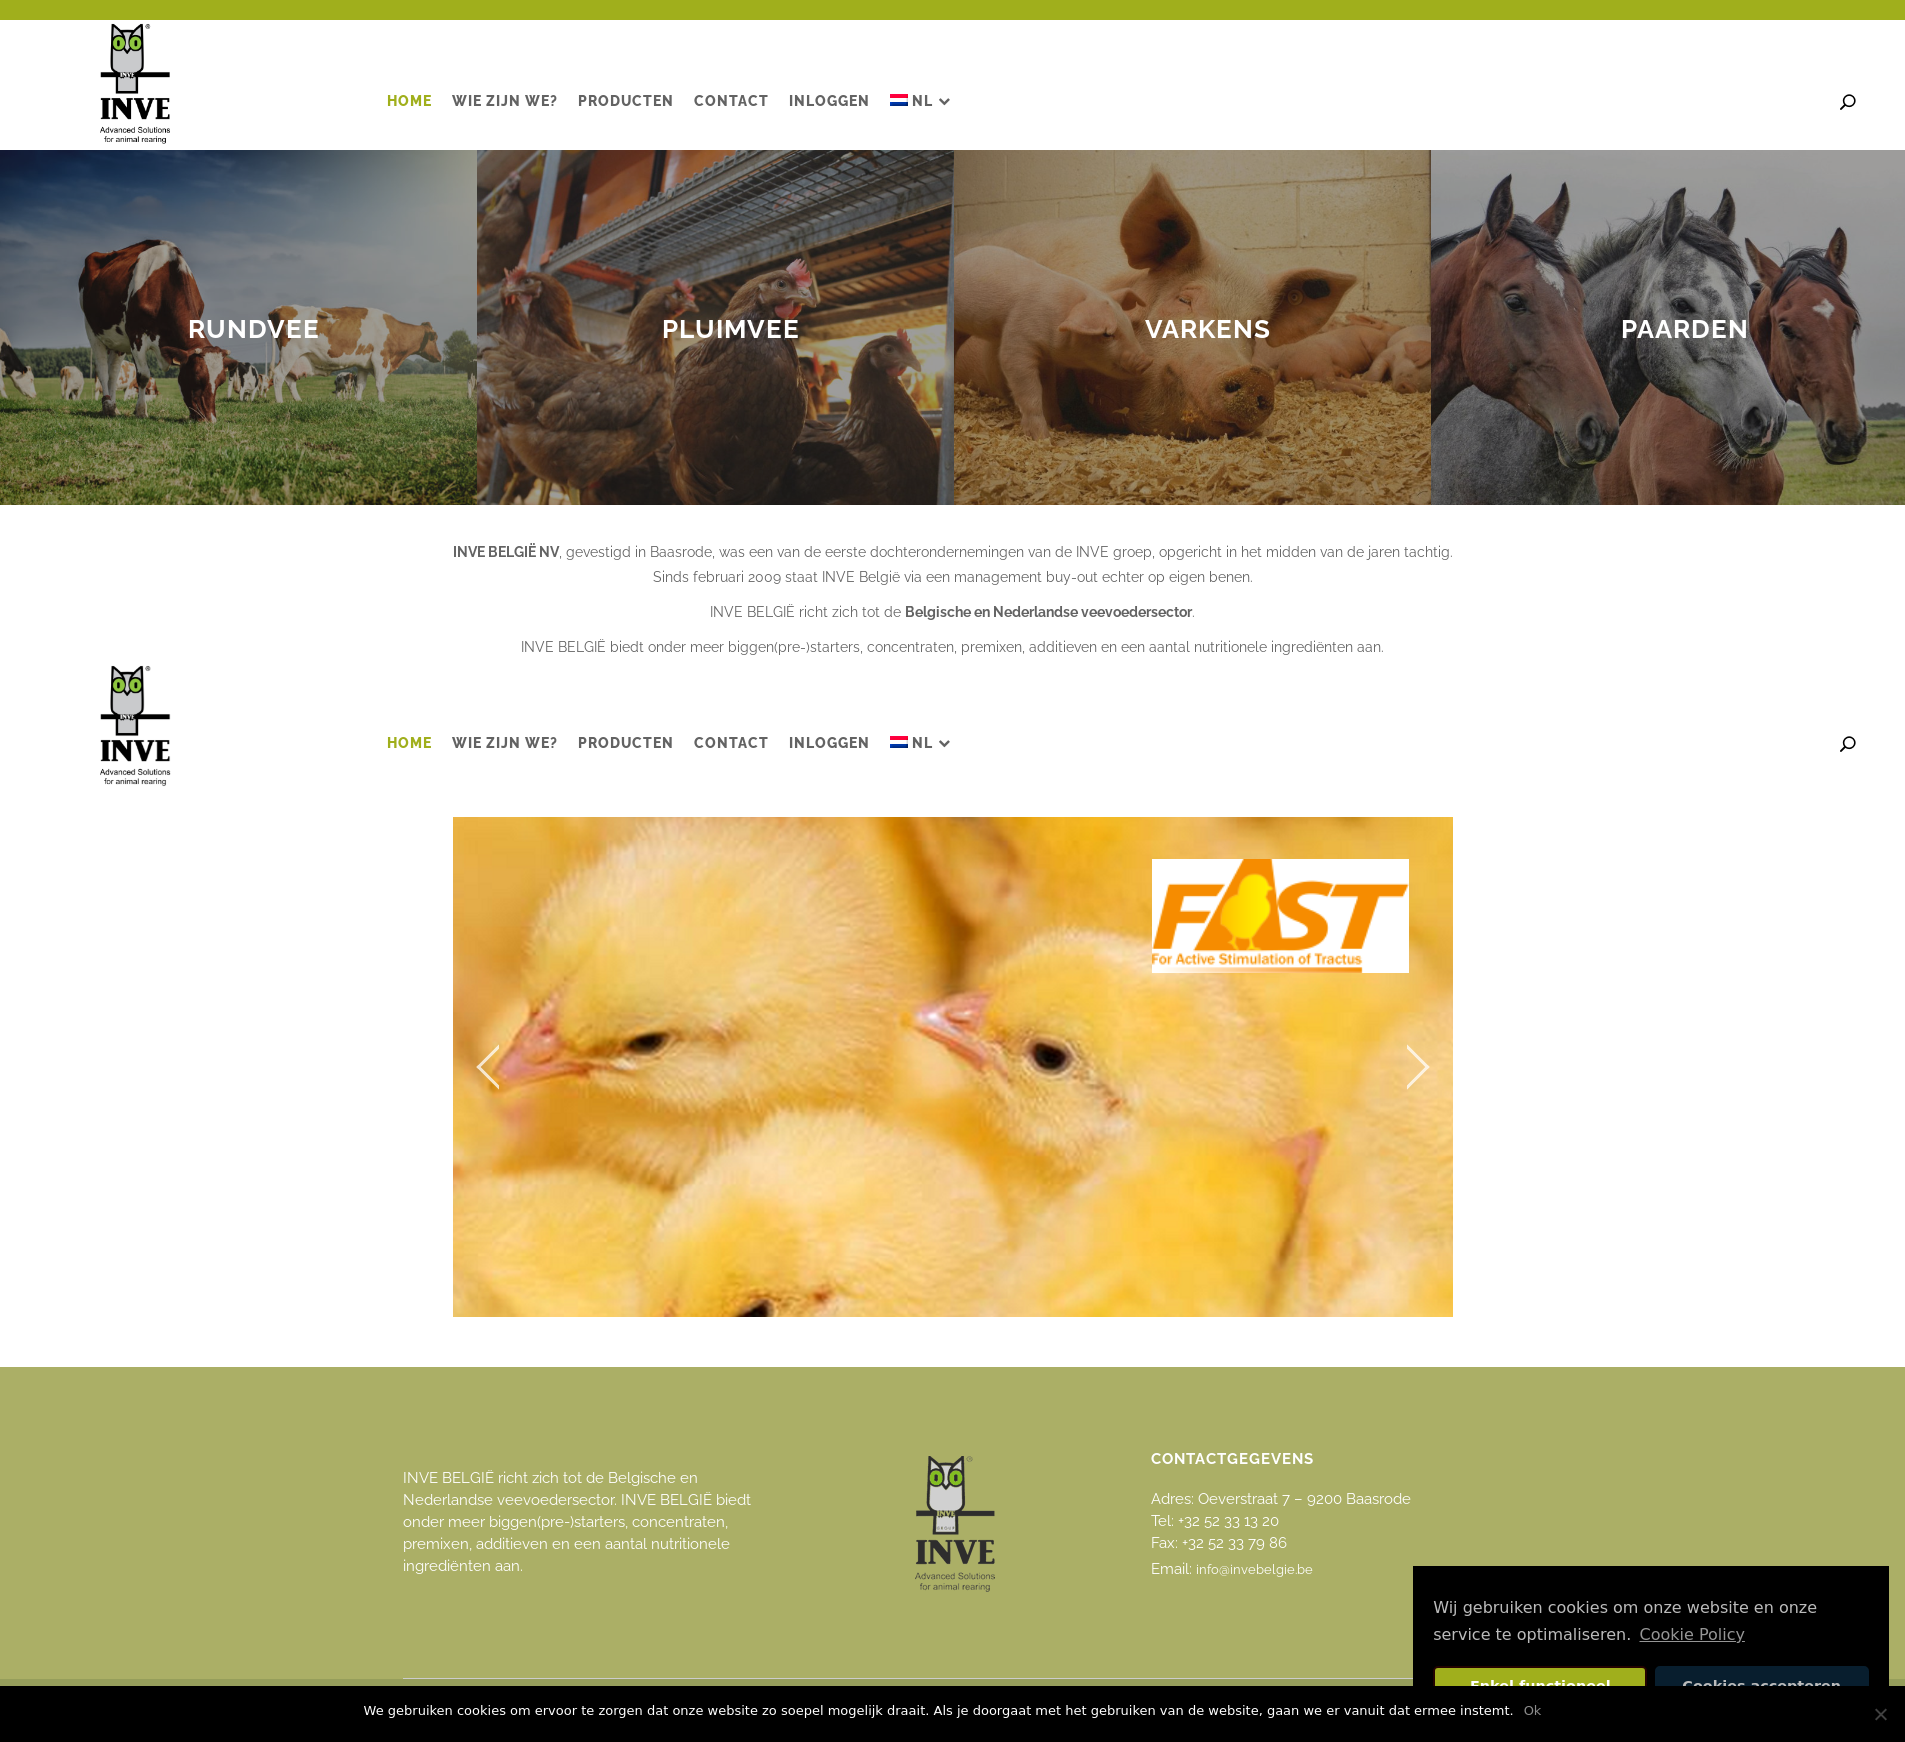 INVE
INVE
Advanced Solutions
for animal rearing
HOME WIE ZIJN WE? PRODUCTEN CONTACT INLOGGEN NL
RUNDVEE
PLUIMVEE
VARKENS
PAARDEN
INVE BELGIË NV, gevestigd in Baasrode, was een van de eerste dochterondernemingen van de INVE groep, opgericht in het midden van de jaren tachtig.
Sinds februari 2009 staat INVE België via een management buy-out echter op eigen benen.
INVE BELGIË richt zich tot de Belgische en Nederlandse veevoedersector.
INVE BELGIË biedt onder meer biggen(pre-)starters, concentraten, premixen, additieven en een aantal nutritionele ingrediënten aan.
INVE
INVE
Advanced Solutions
for animal rearing
HOME WIE ZIJN WE? PRODUCTEN CONTACT INLOGGEN NL
FAST
For Active Stimulation of Tractus
INVE BELGIË richt zich tot de Belgische en
Nederlandse veevoedersector. INVE BELGIË biedt
onder meer biggen(pre-)starters, concentraten,
premixen, additieven en een aantal nutritionele
ingrediënten aan.
INVE
GROUP
INVE
Advanced Solutions
for animal rearing
CONTACTGEGEVENS
Adres: Oeverstraat 7 – 9200 Baasrode
Tel: +32 52 33 13 20
Fax: +32 52 33 79 86
Email: info@invebelgie.be
Wij gebruiken cookies om onze website en onze
service te optimaliseren. Cookie Policy
Enkel functioneel
Cookies accepteren
We gebruiken cookies om ervoor te zorgen dat onze website zo soepel mogelijk draait. Als je doorgaat met het gebruiken van de website, gaan we er vanuit dat ermee instemt. Ok